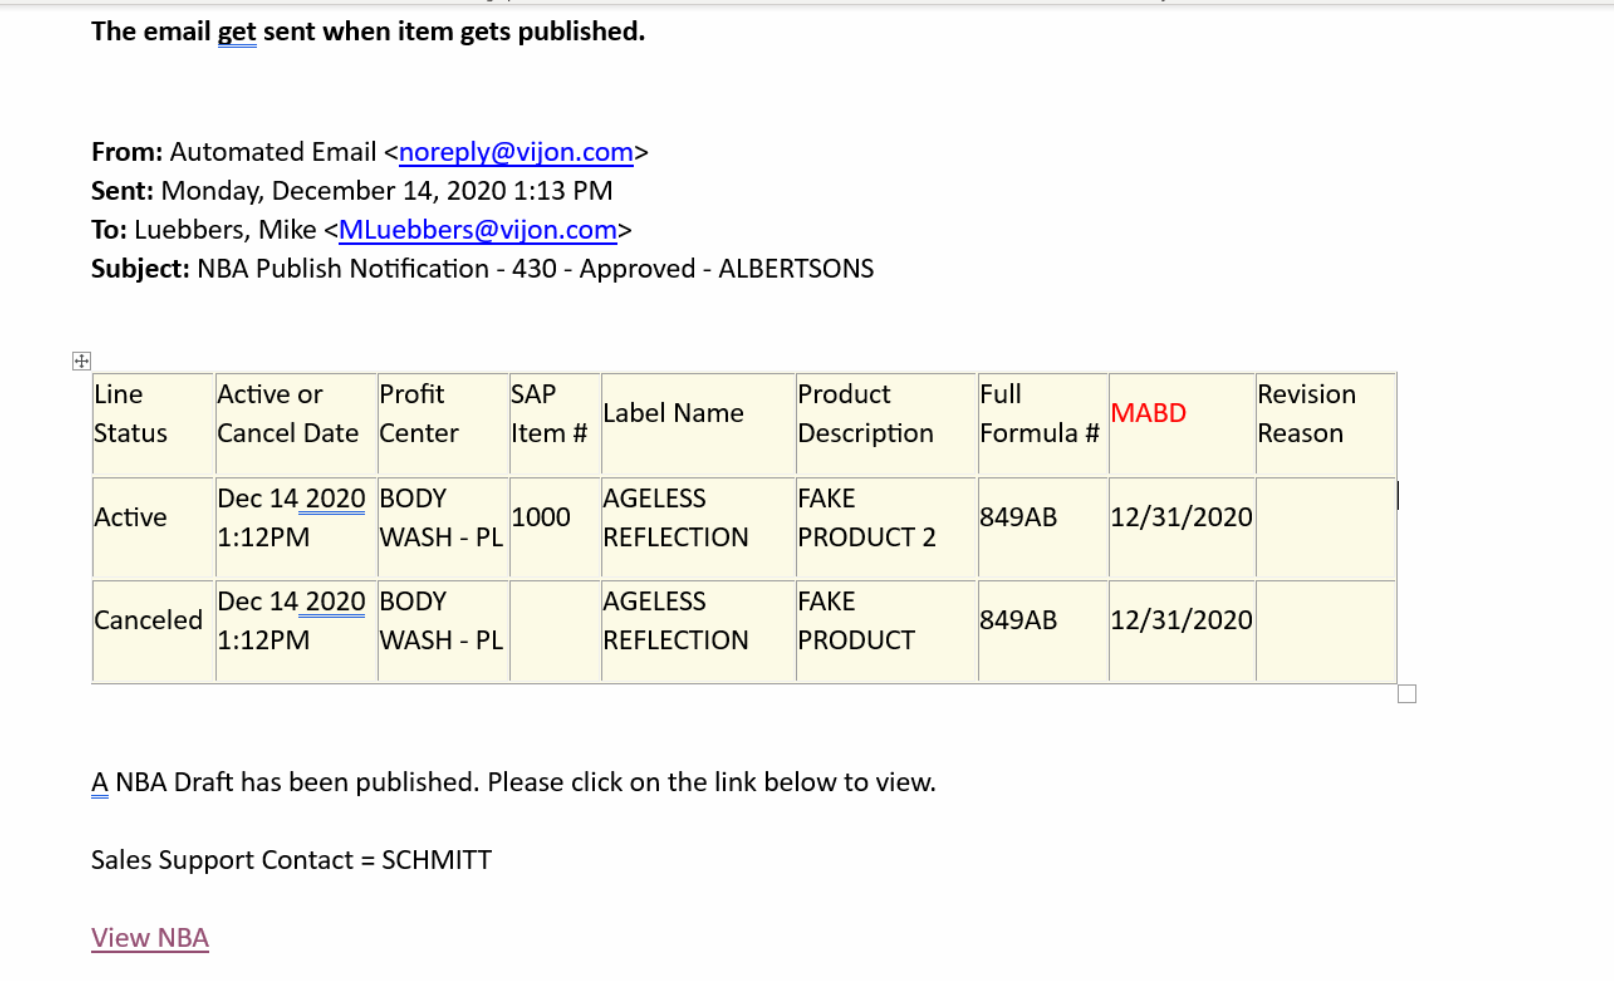 The email get sent when item gets published.
From: Automated Email <noreply@vijon.com>
Sent: Monday, December 14, 2020 1:13 PM
To: Luebbers, Mike <MLuebbers@vijon.com>
Subject: NBA Publish Notification - 430 - Approved - ALBERTSONS
Line Status Active or Cancel Date Profit Center SAP Item # Label Name Product Description Full Formula # MABD Revision Reason
Active Dec 14 2020 1:12PM BODY WASH - PL 1000 AGELESS REFLECTION FAKE PRODUCT 2 849AB 12/31/2020
Canceled Dec 14 2020 1:12PM BODY WASH - PL AGELESS REFLECTION FAKE PRODUCT 849AB 12/31/2020
A NBA Draft has been published. Please click on the link below to view.
Sales Support Contact = SCHMITT
View NBA